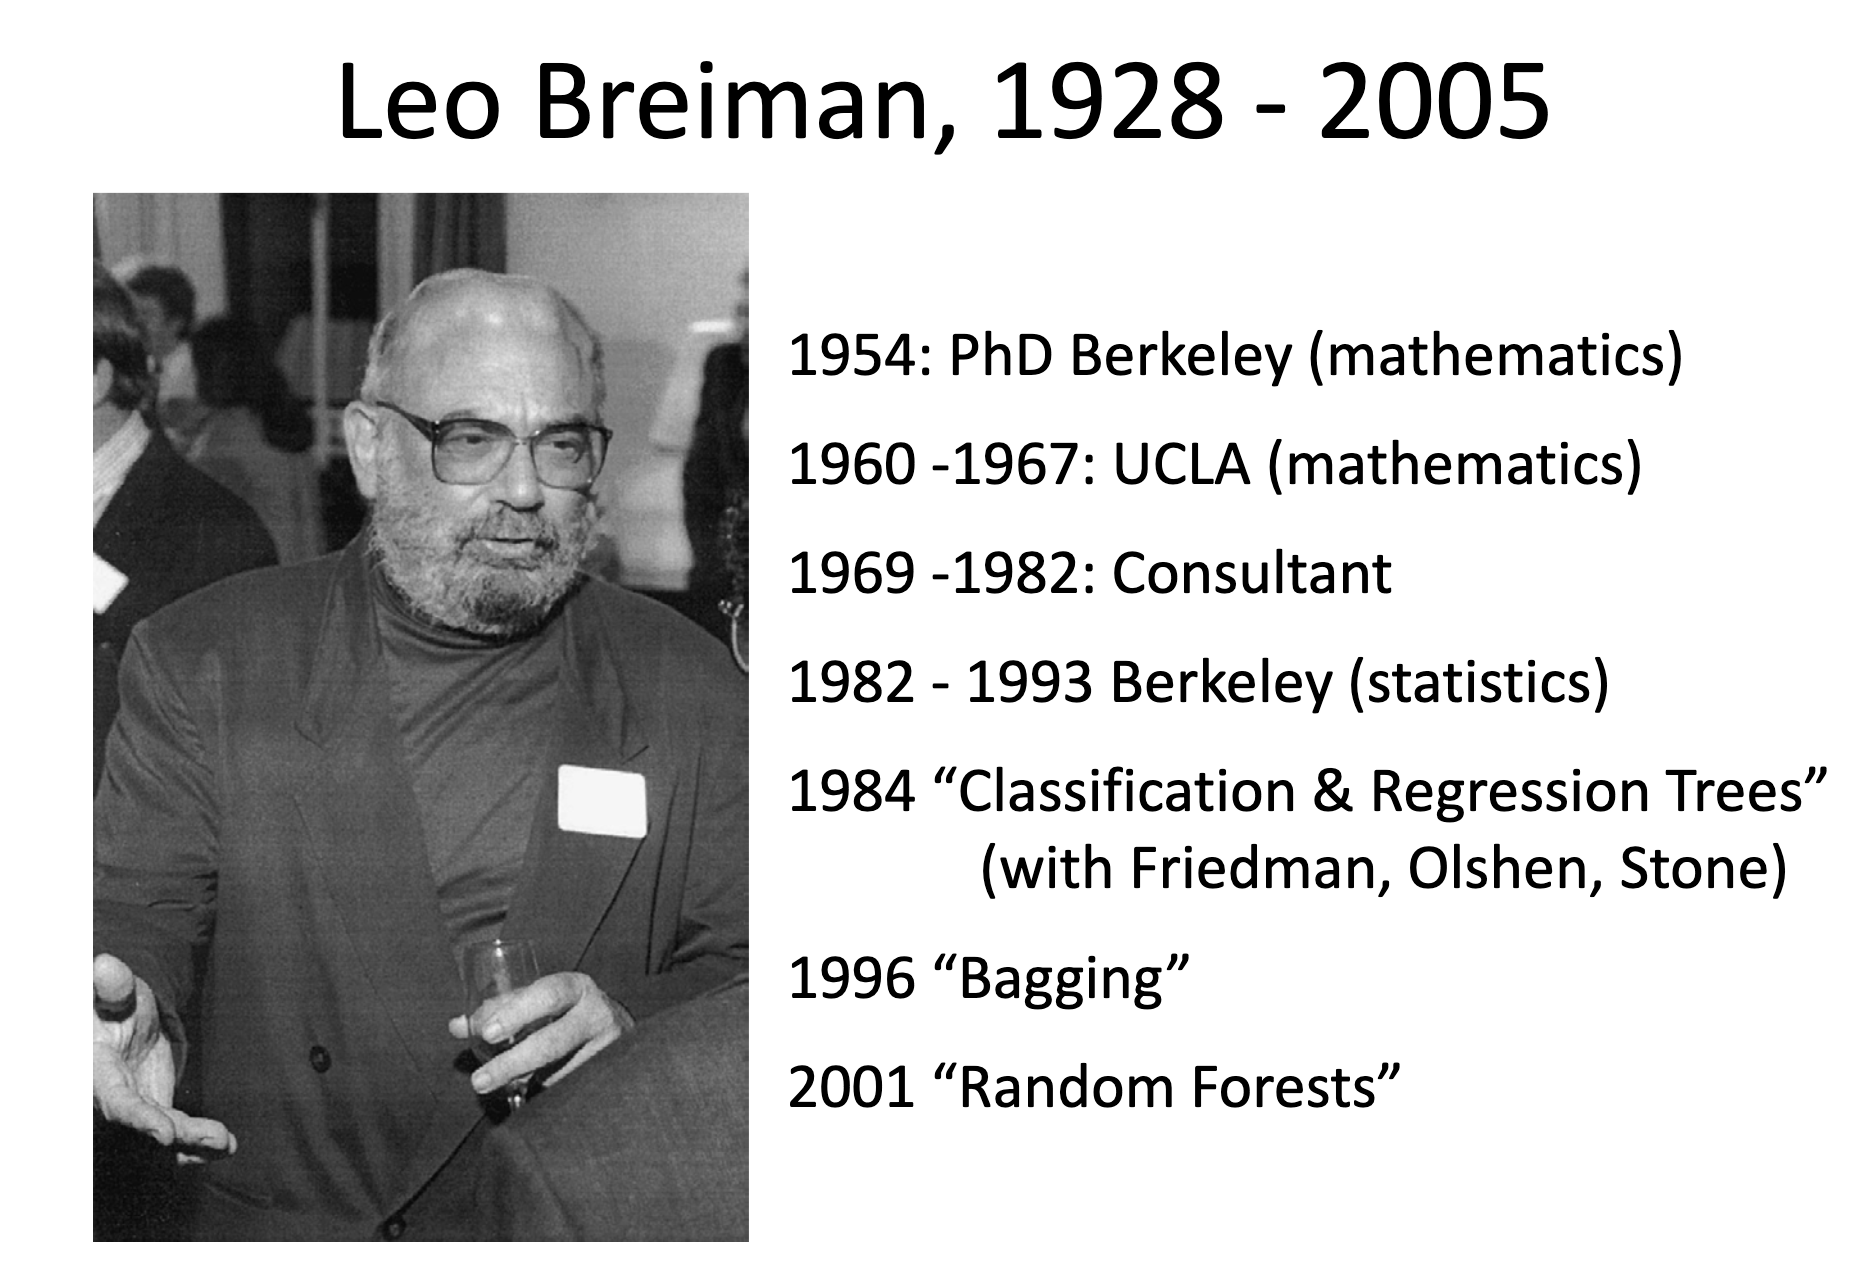 Leo Breiman, 1928 - 2005
1954: PhD Berkeley (mathematics)
1960 -1967: UCLA (mathematics)
1969 -1982: Consultant
1982 - 1993 Berkeley (statistics)
1984 “Classification & Regression Trees”
(with Friedman, Olshen, Stone)
1996 “Bagging”
2001 “Random Forests”